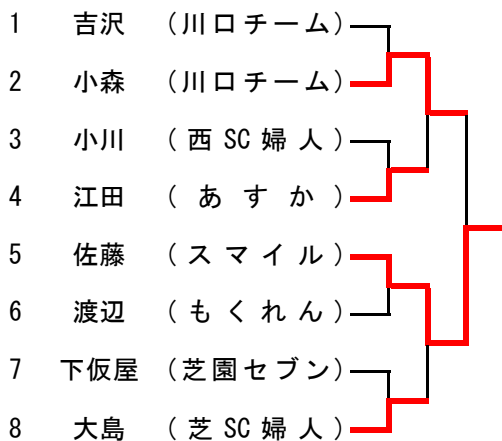 1 吉沢 (川口チーム)
2 小森 (川口チーム)
3 小川 (西SC婦人)
4 江田 (あすか)
5 佐藤 (スマイル)
6 渡辺 (もくれん)
7 下仮屋 (芝園セブン)
8 大島 (芝SC婦人)